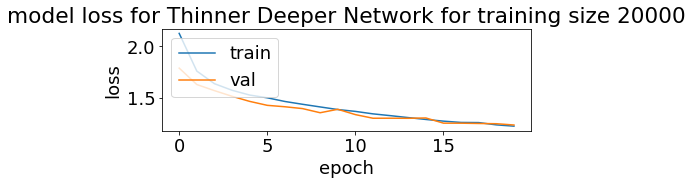 model loss for Thinner Deeper Network for training size 20000
2.0
1.5
loss
train
val
0 5 10 15
epoch